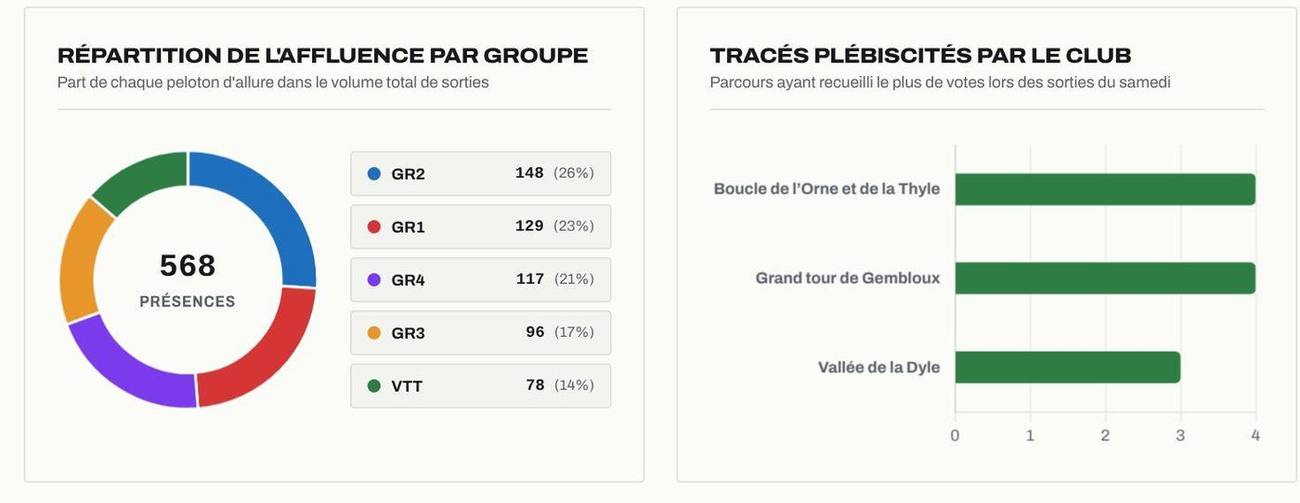 RÉPARTITION DE L'AFFLUENCE PAR GROUPE
Part de chaque peloton d'allure dans le volume total de sorties
568
PRÉSENCES
GR2 148 (26%)
GR1 129 (23%)
GR4 117 (21%)
GR3 96 (17%)
VTT 78 (14%)
TRACÉS PLÉBISCITÉS PAR LE CLUB
Parcours ayant recueilli le plus de votes lors des sorties du samedi
Boucle de l'Orne et de la Thyle
Grand tour de Gembloux
Vallée de la Dyle
0 1 2 3 4